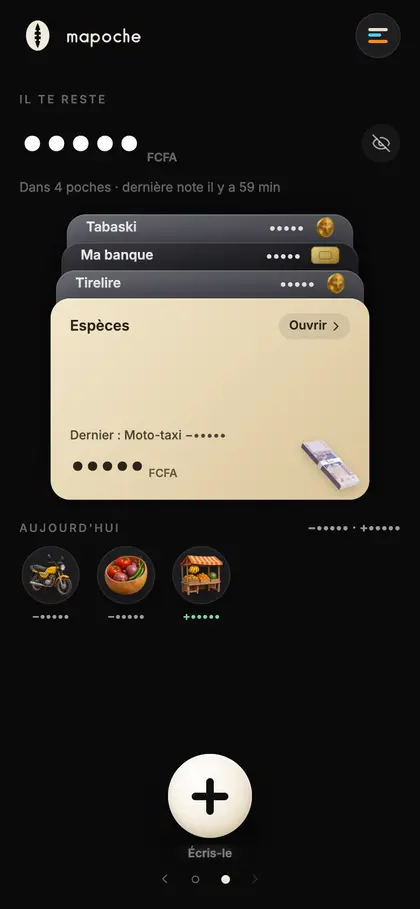 mapoche
IL TE RESTE
●●●●● FCFA
Dans 4 poches · dernière note il y a 59 min
Tabaski •••••
Ma banque •••••
Tirelire •••••
Espèces Ouvrir >
Dernier : Moto-taxi −•••••
●●●●● FCFA
AUJOURD'HUI −••••• · +•••••
−••••• −••••• +•••••
Écris-le